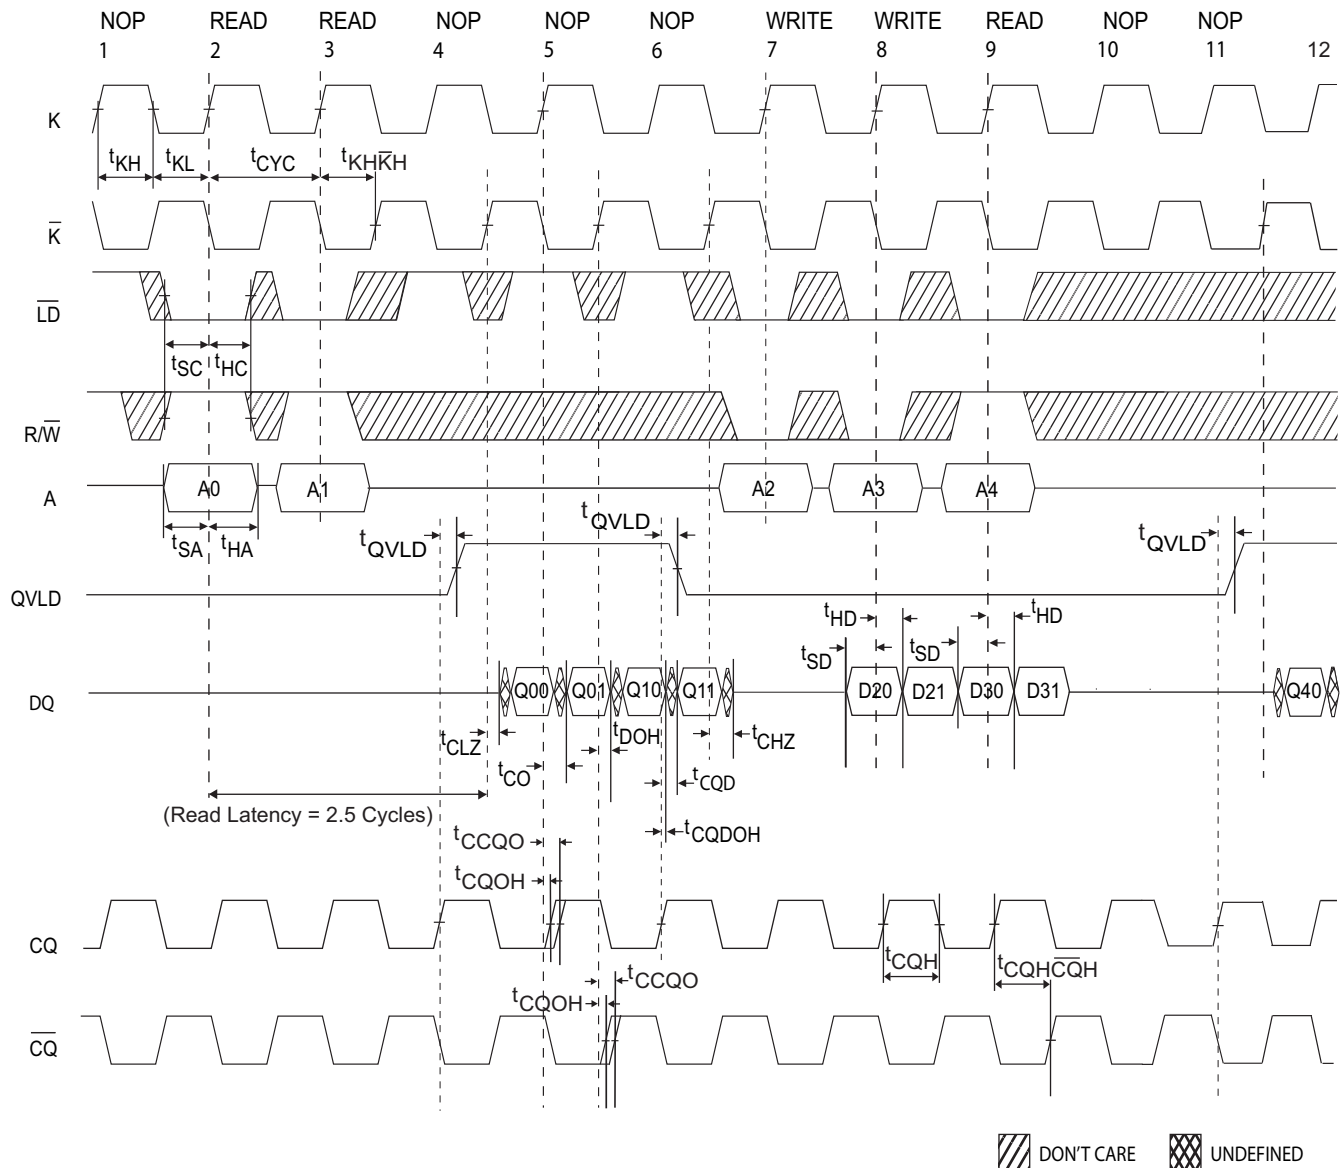 NOP READ READ NOP NOP NOP WRITE WRITE READ NOP NOP
1 2 3 4 5 6 7 8 9 10 11 12
K
tKH tKL tCYC tKHK̅H
K̅
L̅D̅
tSC tHC
R/W̅
A A0 A1 A2 A3 A4
tSA tHA tQVLD tQVLD tQVLD
QVLD
tHD tHD
tSD tSD
DQ Q00 Q01 Q10 Q11 D20 D21 D30 D31 Q40
tCLZ tDOH tCHZ
tCO tCQD
(Read Latency = 2.5 Cycles)
tCQDOH
tCCQO
tCQOH
CQ
tCQH tCQHC̅Q̅H
tCCQO
tCQOH
C̅Q̅
DON'T CARE UNDEFINED